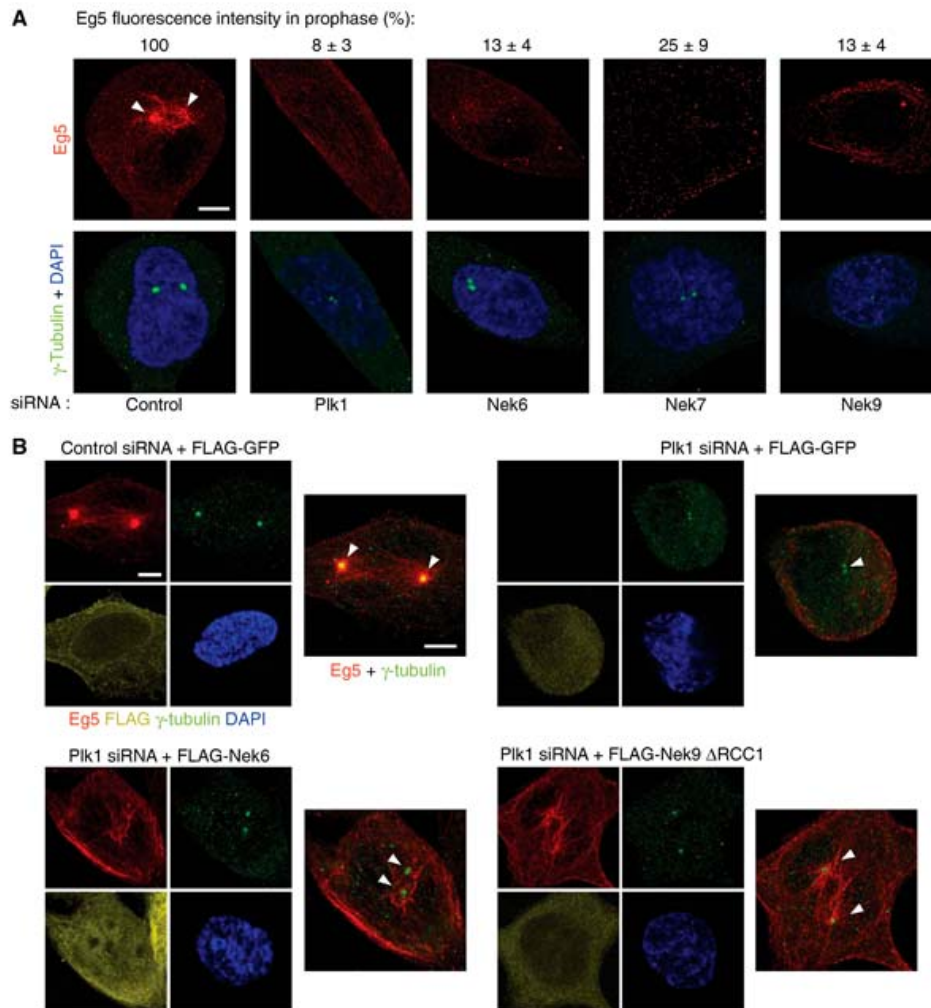 A
Eg5 fluorescence intensity in prophase (%):
100 8 ± 3 13 ± 4 25 ± 9 13 ± 4
Eg5
γ-Tubulin + DAPI
siRNA : Control Plk1 Nek6 Nek7 Nek9
B
Control siRNA + FLAG-GFP Plk1 siRNA + FLAG-GFP
Eg5 + γ-tubulin
Eg5 FLAG γ-tubulin DAPI
Plk1 siRNA + FLAG-Nek6 Plk1 siRNA + FLAG-Nek9 ΔRCC1